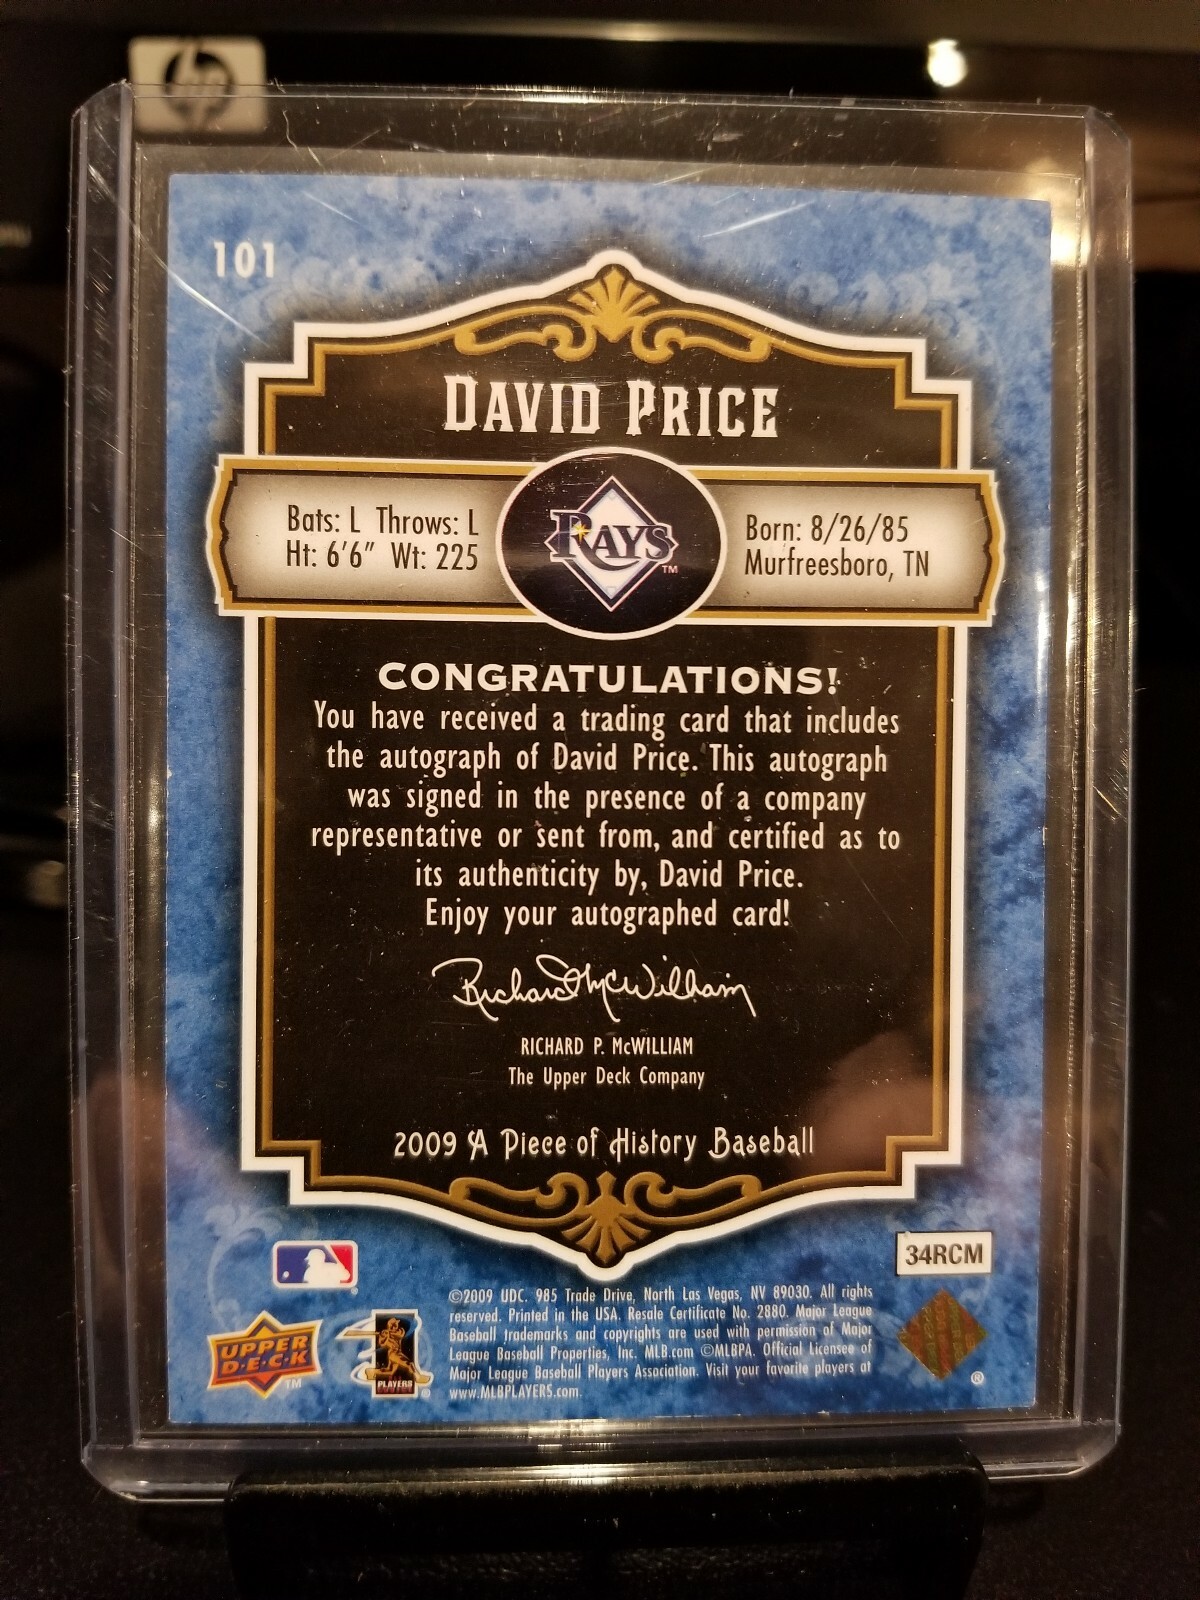 hp
101
DAVID PRICE
Bats: L Throws: L
Ht: 6'6" Wt: 225
RAYS™
Born: 8/26/85
Murfreesboro, TN
CONGRATULATIONS!
You have received a trading card that includes
the autograph of David Price. This autograph
was signed in the presence of a company
representative or sent from, and certified as to
its authenticity by, David Price.
Enjoy your autographed card!
Richard McWilliam
RICHARD P. McWILLIAM
The Upper Deck Company
2009 A Piece of History Baseball
34RCM
©2009 UDC. 985 Trade Drive, North Las Vegas, NV 89030. All rights
reserved. Printed in the USA. Resale Certificate No. 2880. Major League
Baseball trademarks and copyrights are used with permission of Major
League Baseball Properties, Inc. MLB.com ©MLBPA. Official Licensee of
Major League Baseball Players Association. Visit your favorite players at
www.MLBPLAYERS.com.
UPPER
D·E·C·K™
PLAYERS
®
®